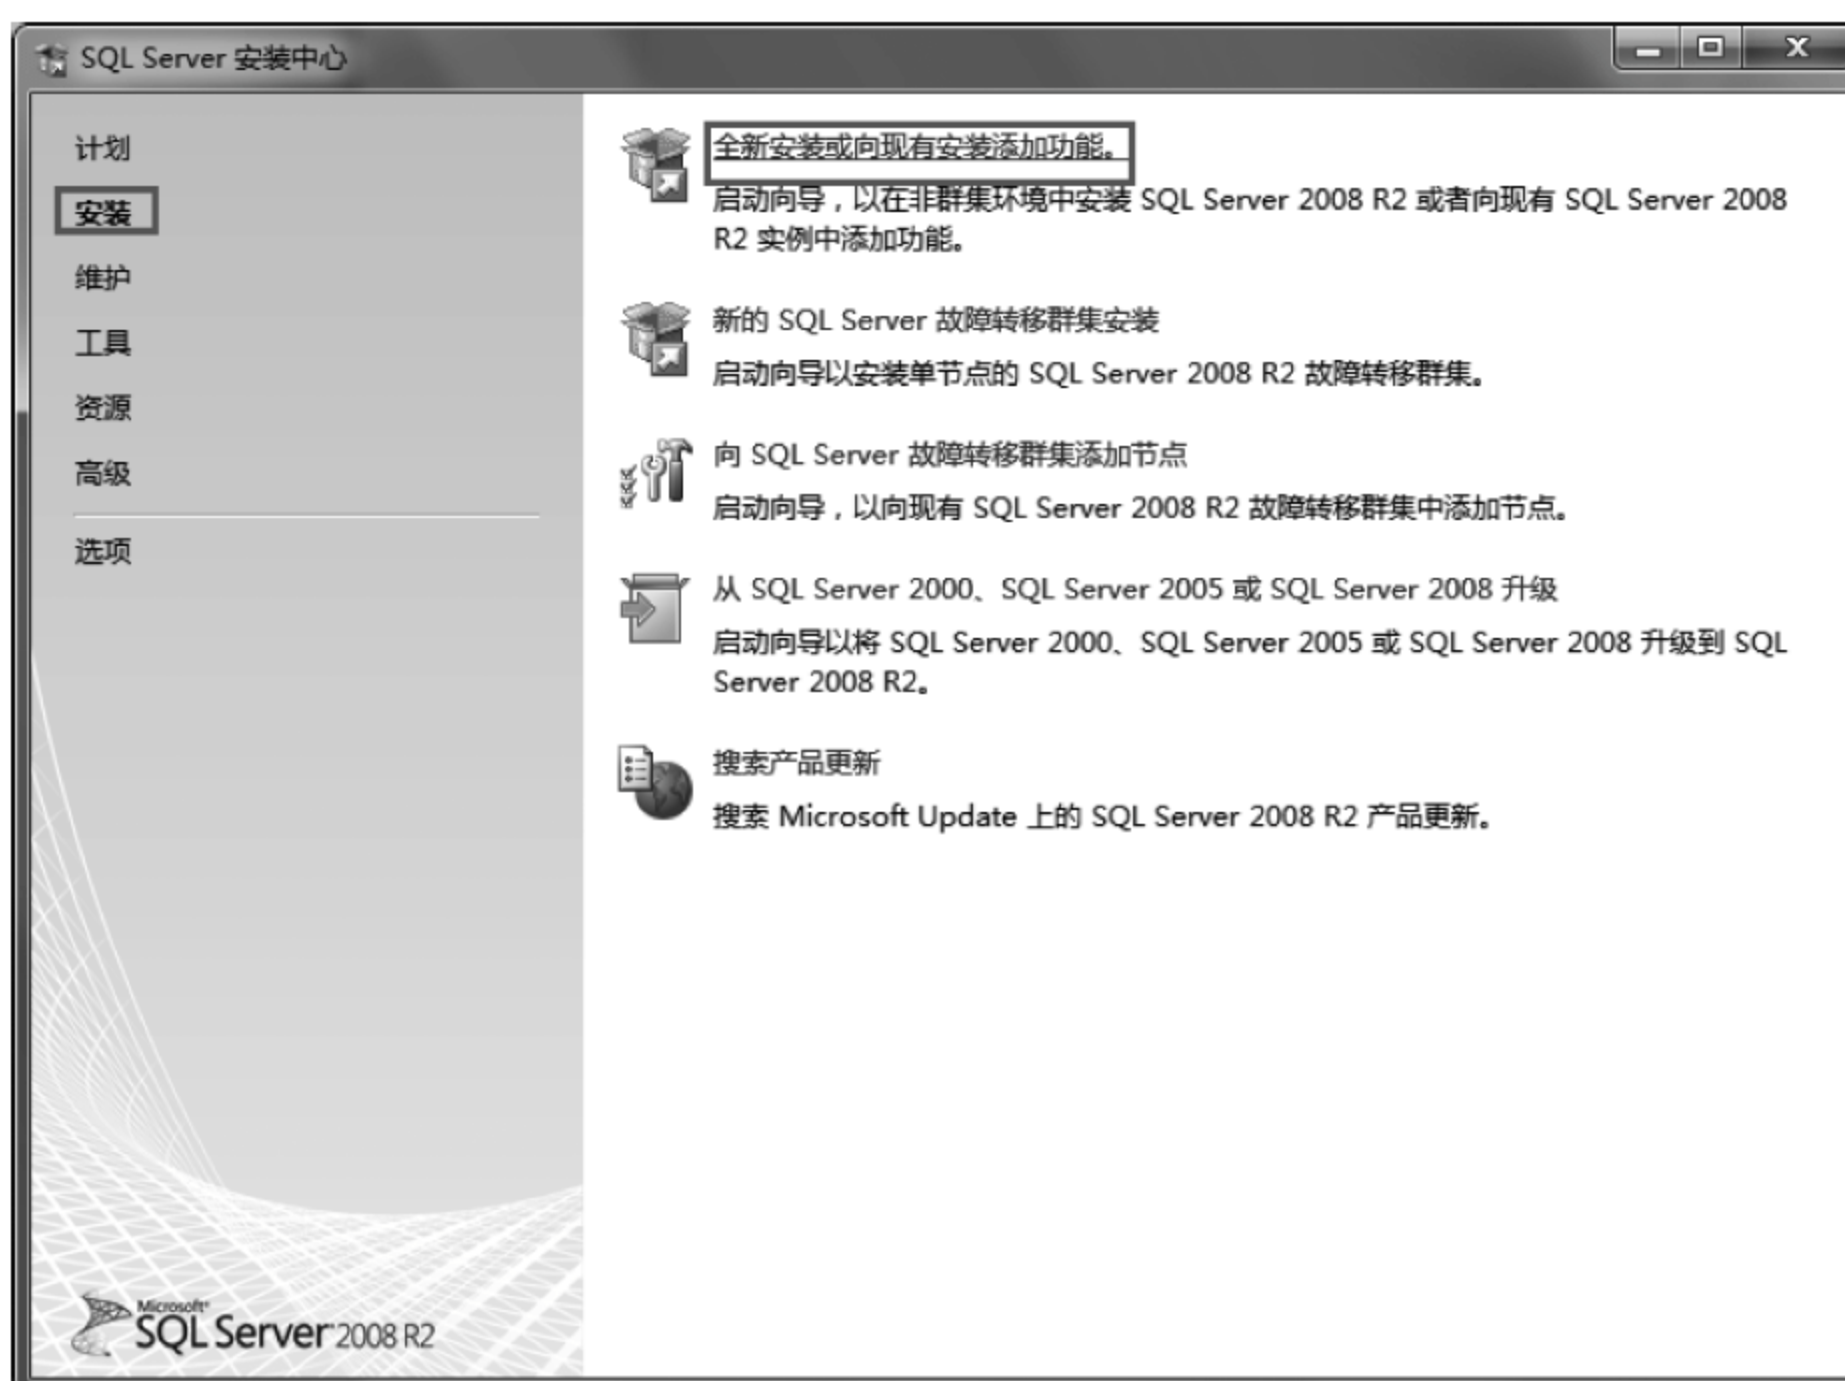 SQL Server 安装中心
计划
安装
维护
工具
资源
高级
选项
全新安装或向现有安装添加功能。
启动向导，以在非群集环境中安装 SQL Server 2008 R2 或者向现有 SQL Server 2008
R2 实例中添加功能。
新的 SQL Server 故障转移群集安装
启动向导以安装单节点的 SQL Server 2008 R2 故障转移群集。
向 SQL Server 故障转移群集添加节点
启动向导，以向现有 SQL Server 2008 R2 故障转移群集中添加节点。
从 SQL Server 2000、SQL Server 2005 或 SQL Server 2008 升级
启动向导以将 SQL Server 2000、SQL Server 2005 或 SQL Server 2008 升级到 SQL
Server 2008 R2。
搜索产品更新
搜索 Microsoft Update 上的 SQL Server 2008 R2 产品更新。
Microsoft®
SQL Server 2008 R2